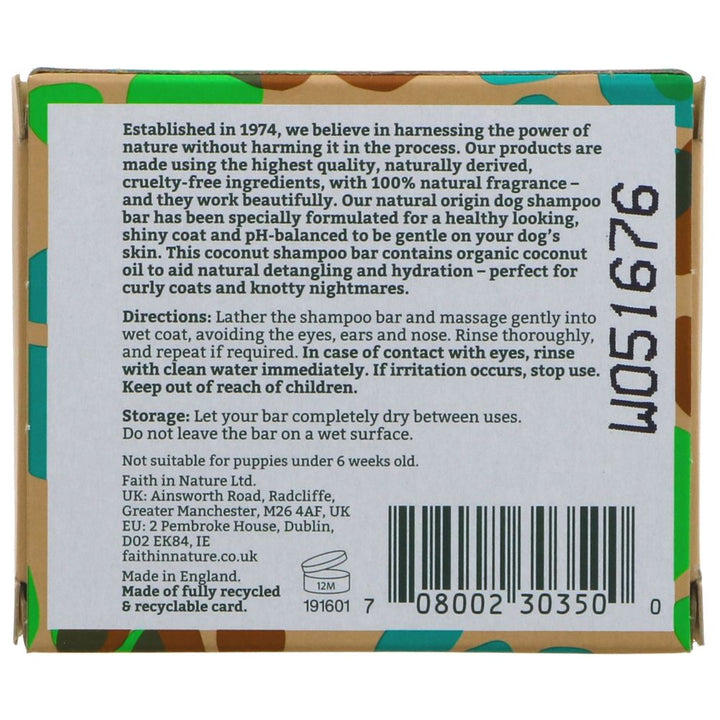 Established in 1974, we believe in harnessing the power of
nature without harming it in the process. Our products are
made using the highest quality, naturally derived,
cruelty-free ingredients, with 100% natural fragrance –
and they work beautifully. Our natural origin dog shampoo
bar has been specially formulated for a healthy looking,
shiny coat and pH-balanced to be gentle on your dog's
skin. This coconut shampoo bar contains organic coconut
oil to aid natural detangling and hydration – perfect for
curly coats and knotty nightmares.
Directions: Lather the shampoo bar and massage gently into
wet coat, avoiding the eyes, ears and nose. Rinse thoroughly,
and repeat if required. In case of contact with eyes, rinse
with clean water immediately. If irritation occurs, stop use.
Keep out of reach of children.
Storage: Let your bar completely dry between uses.
Do not leave the bar on a wet surface.
Not suitable for puppies under 6 weeks old.
Faith in Nature Ltd.
UK: Ainsworth Road, Radcliffe,
Greater Manchester, M26 4AF, UK
EU: 2 Pembroke House, Dublin,
D02 EK84, IE
faithinnature.co.uk
Made in England.
Made of fully recycled
& recyclable card.
12M
191601
7 08002 30350 0
W051676